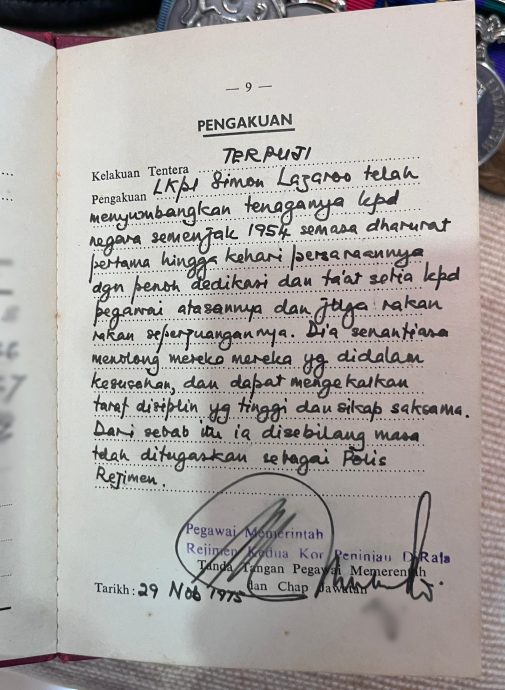 — 9 —
PENGAKUAN
Kelakuan Tentera TERPUJI
Pengakuan LKpl Simon Lazaroo telah
menyumbangkan tenaganya kpd
negara semenjak 1954 semasa dharurat
pertama hingga kehari persaraannya
dgn penoh dedikasi dan ta'at setia kpd
pegawai atasannya dan juga rakan
rakan seperjuangannya. Dia senantiasa
menolong mereka mereka yg didalam
kesusahan, dan dapat mengekalkan
taraf disiplin yg tinggi dan sikap saksama.
Dari sebab itu ia disebilang masa
telah ditugaskan sebagai Polis
Rejimen.
Pegawai Memerintah
Rejimen Kedua Kor Peninjau DiRaja
Tanda Tangan Pegawai Memerentah
dan Chap Jawatan
Tarikh: 29 Nob 1975